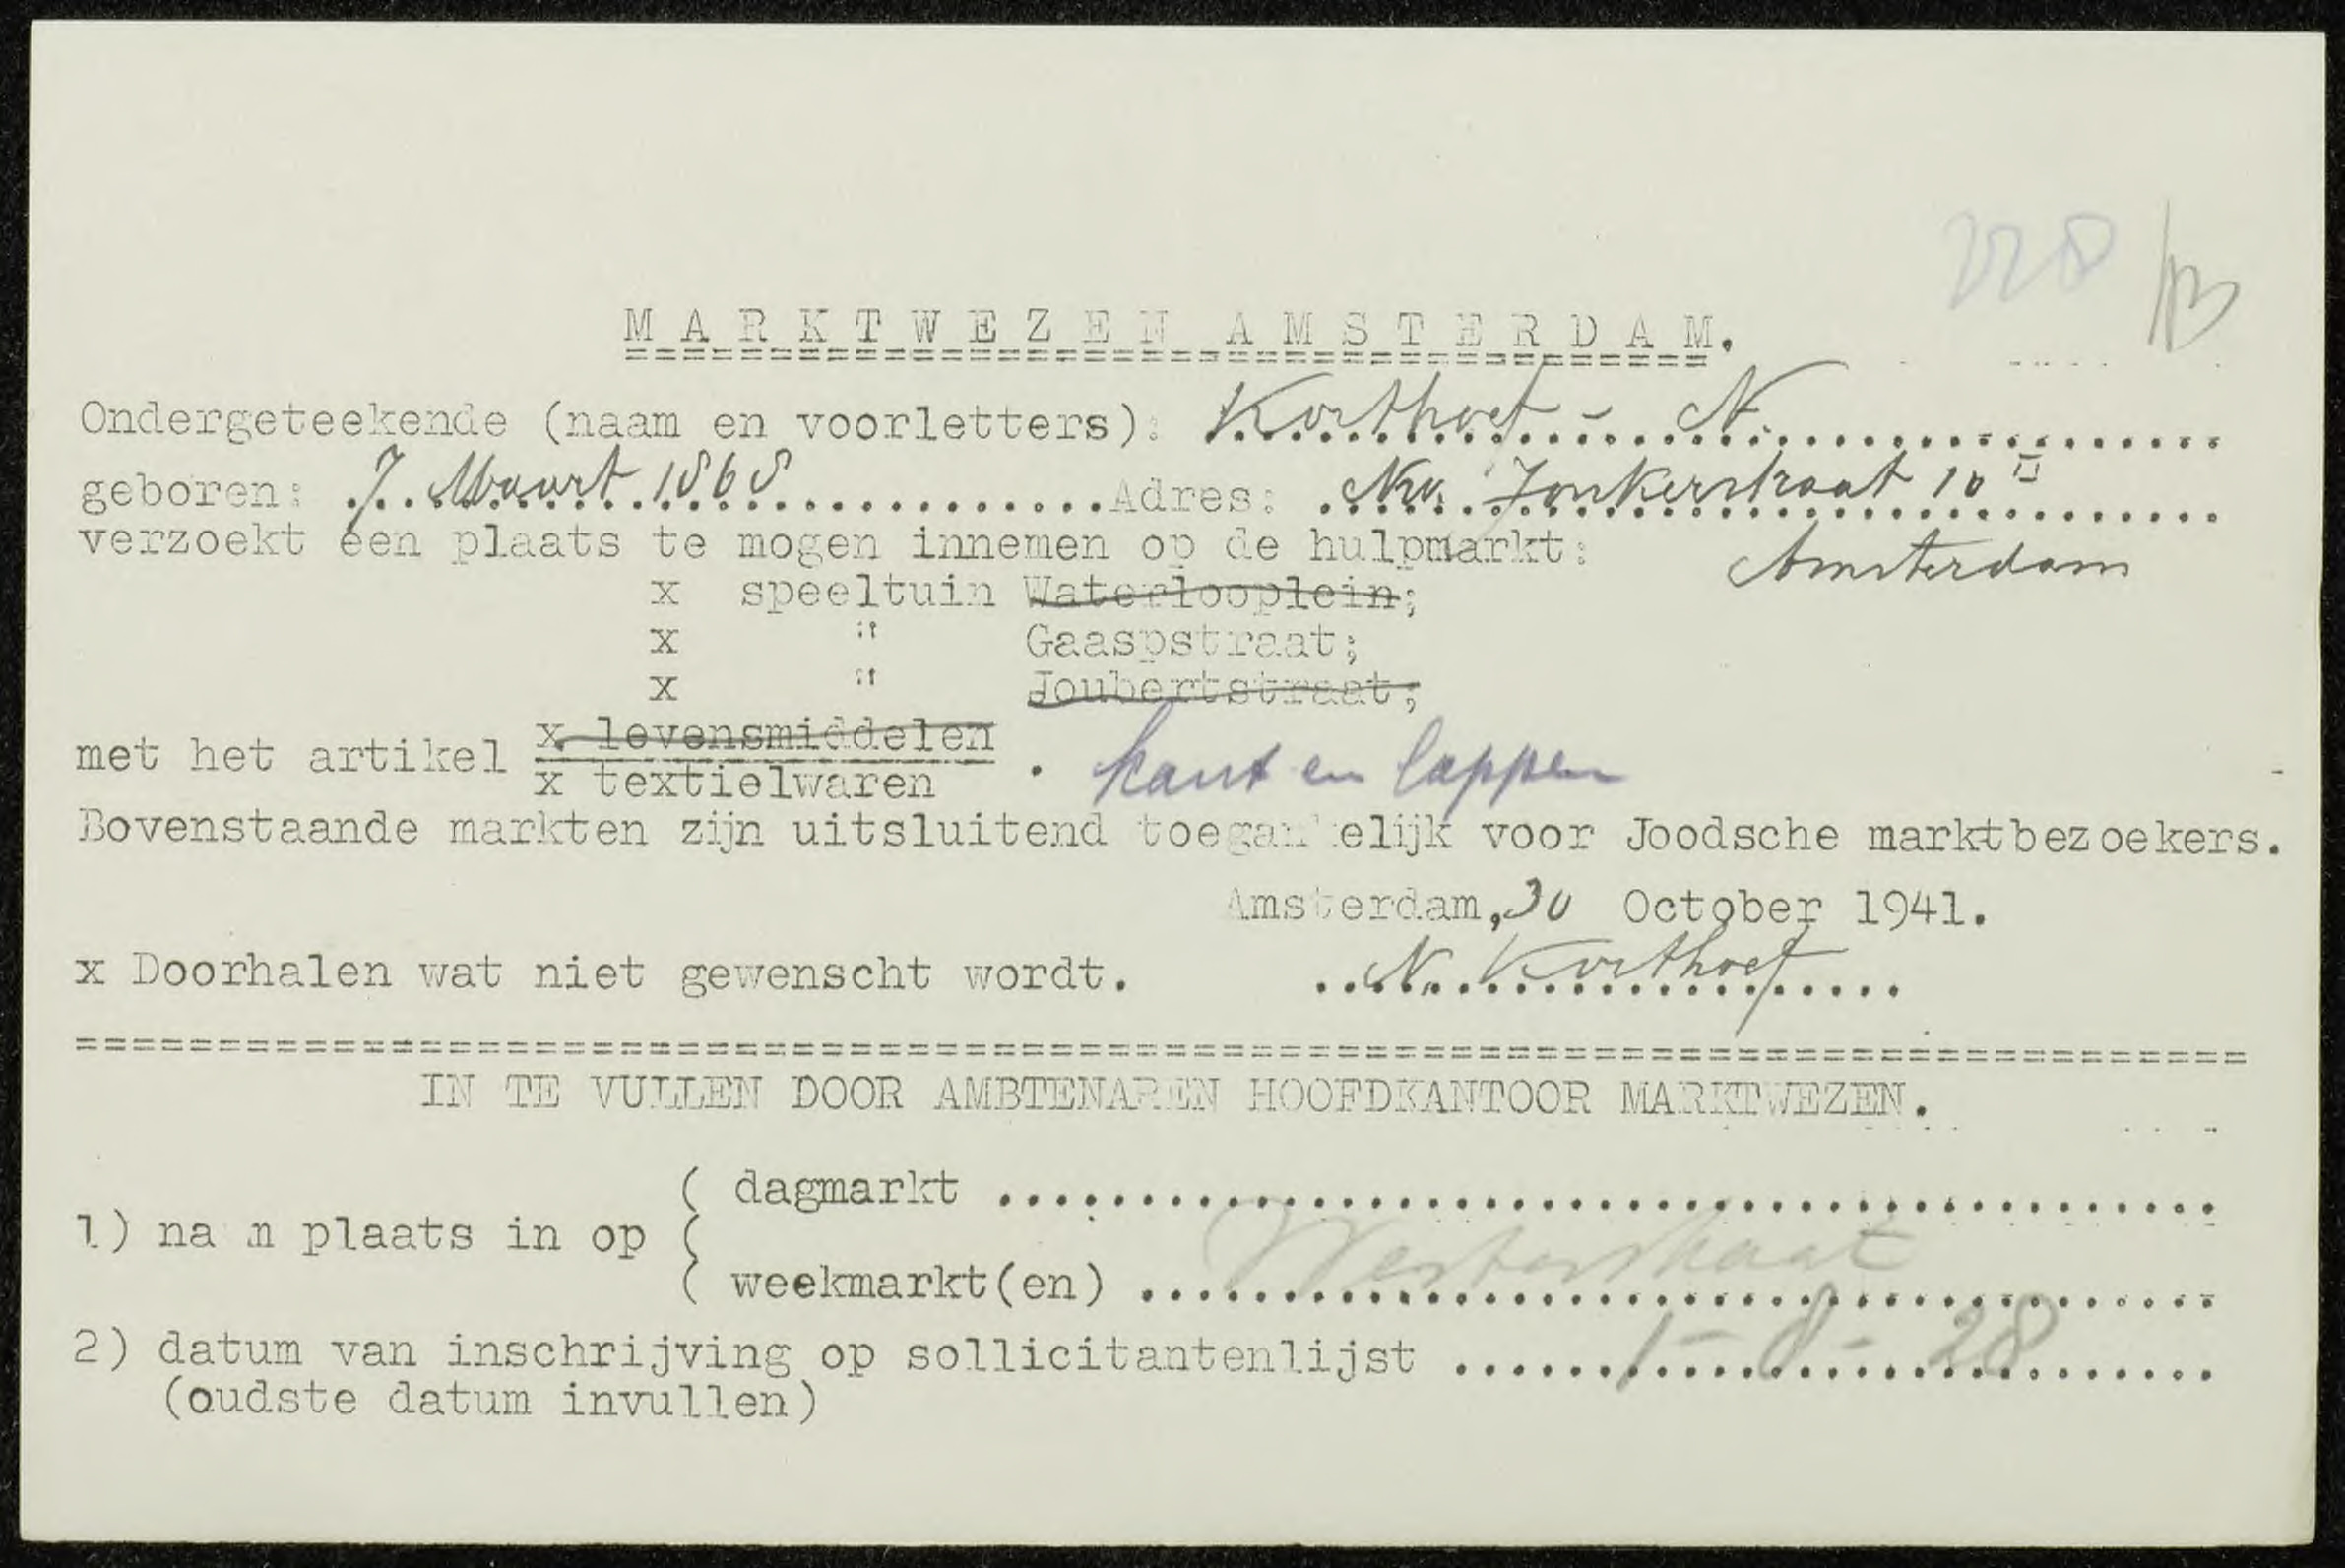 228
M A R K T W E Z E N  A M S T E R D A M.
Ondergeteekende (naam en voorletters): Korthoef - N.
geboren: 7 Maart 1868 Adres: Nw. Jonkerstraat 10 II
verzoekt een plaats te mogen innemen op de hulpmarkt: Amsterdam
x speeltuin Waterlooplein;
x " Gaaspstraat;
x " Joubertstraat;
x levensmiddelen
met het artikel . kant en lappen
x textielwaren
Bovenstaande markten zijn uitsluitend toegankelijk voor Joodsche marktbezoekers.
Amsterdam, 30 October 1941.
x Doorhalen wat niet gewenscht wordt. N. Korthoef
IN TE VULLEN DOOR AMBTENAREN HOOFDKANTOOR MARKTWEZEN.
( dagmarkt
1) na m plaats in op (
( weekmarkt(en) Westerstraat
2) datum van inschrijving op sollicitantenlijst 1-8-28
(oudste datum invullen)